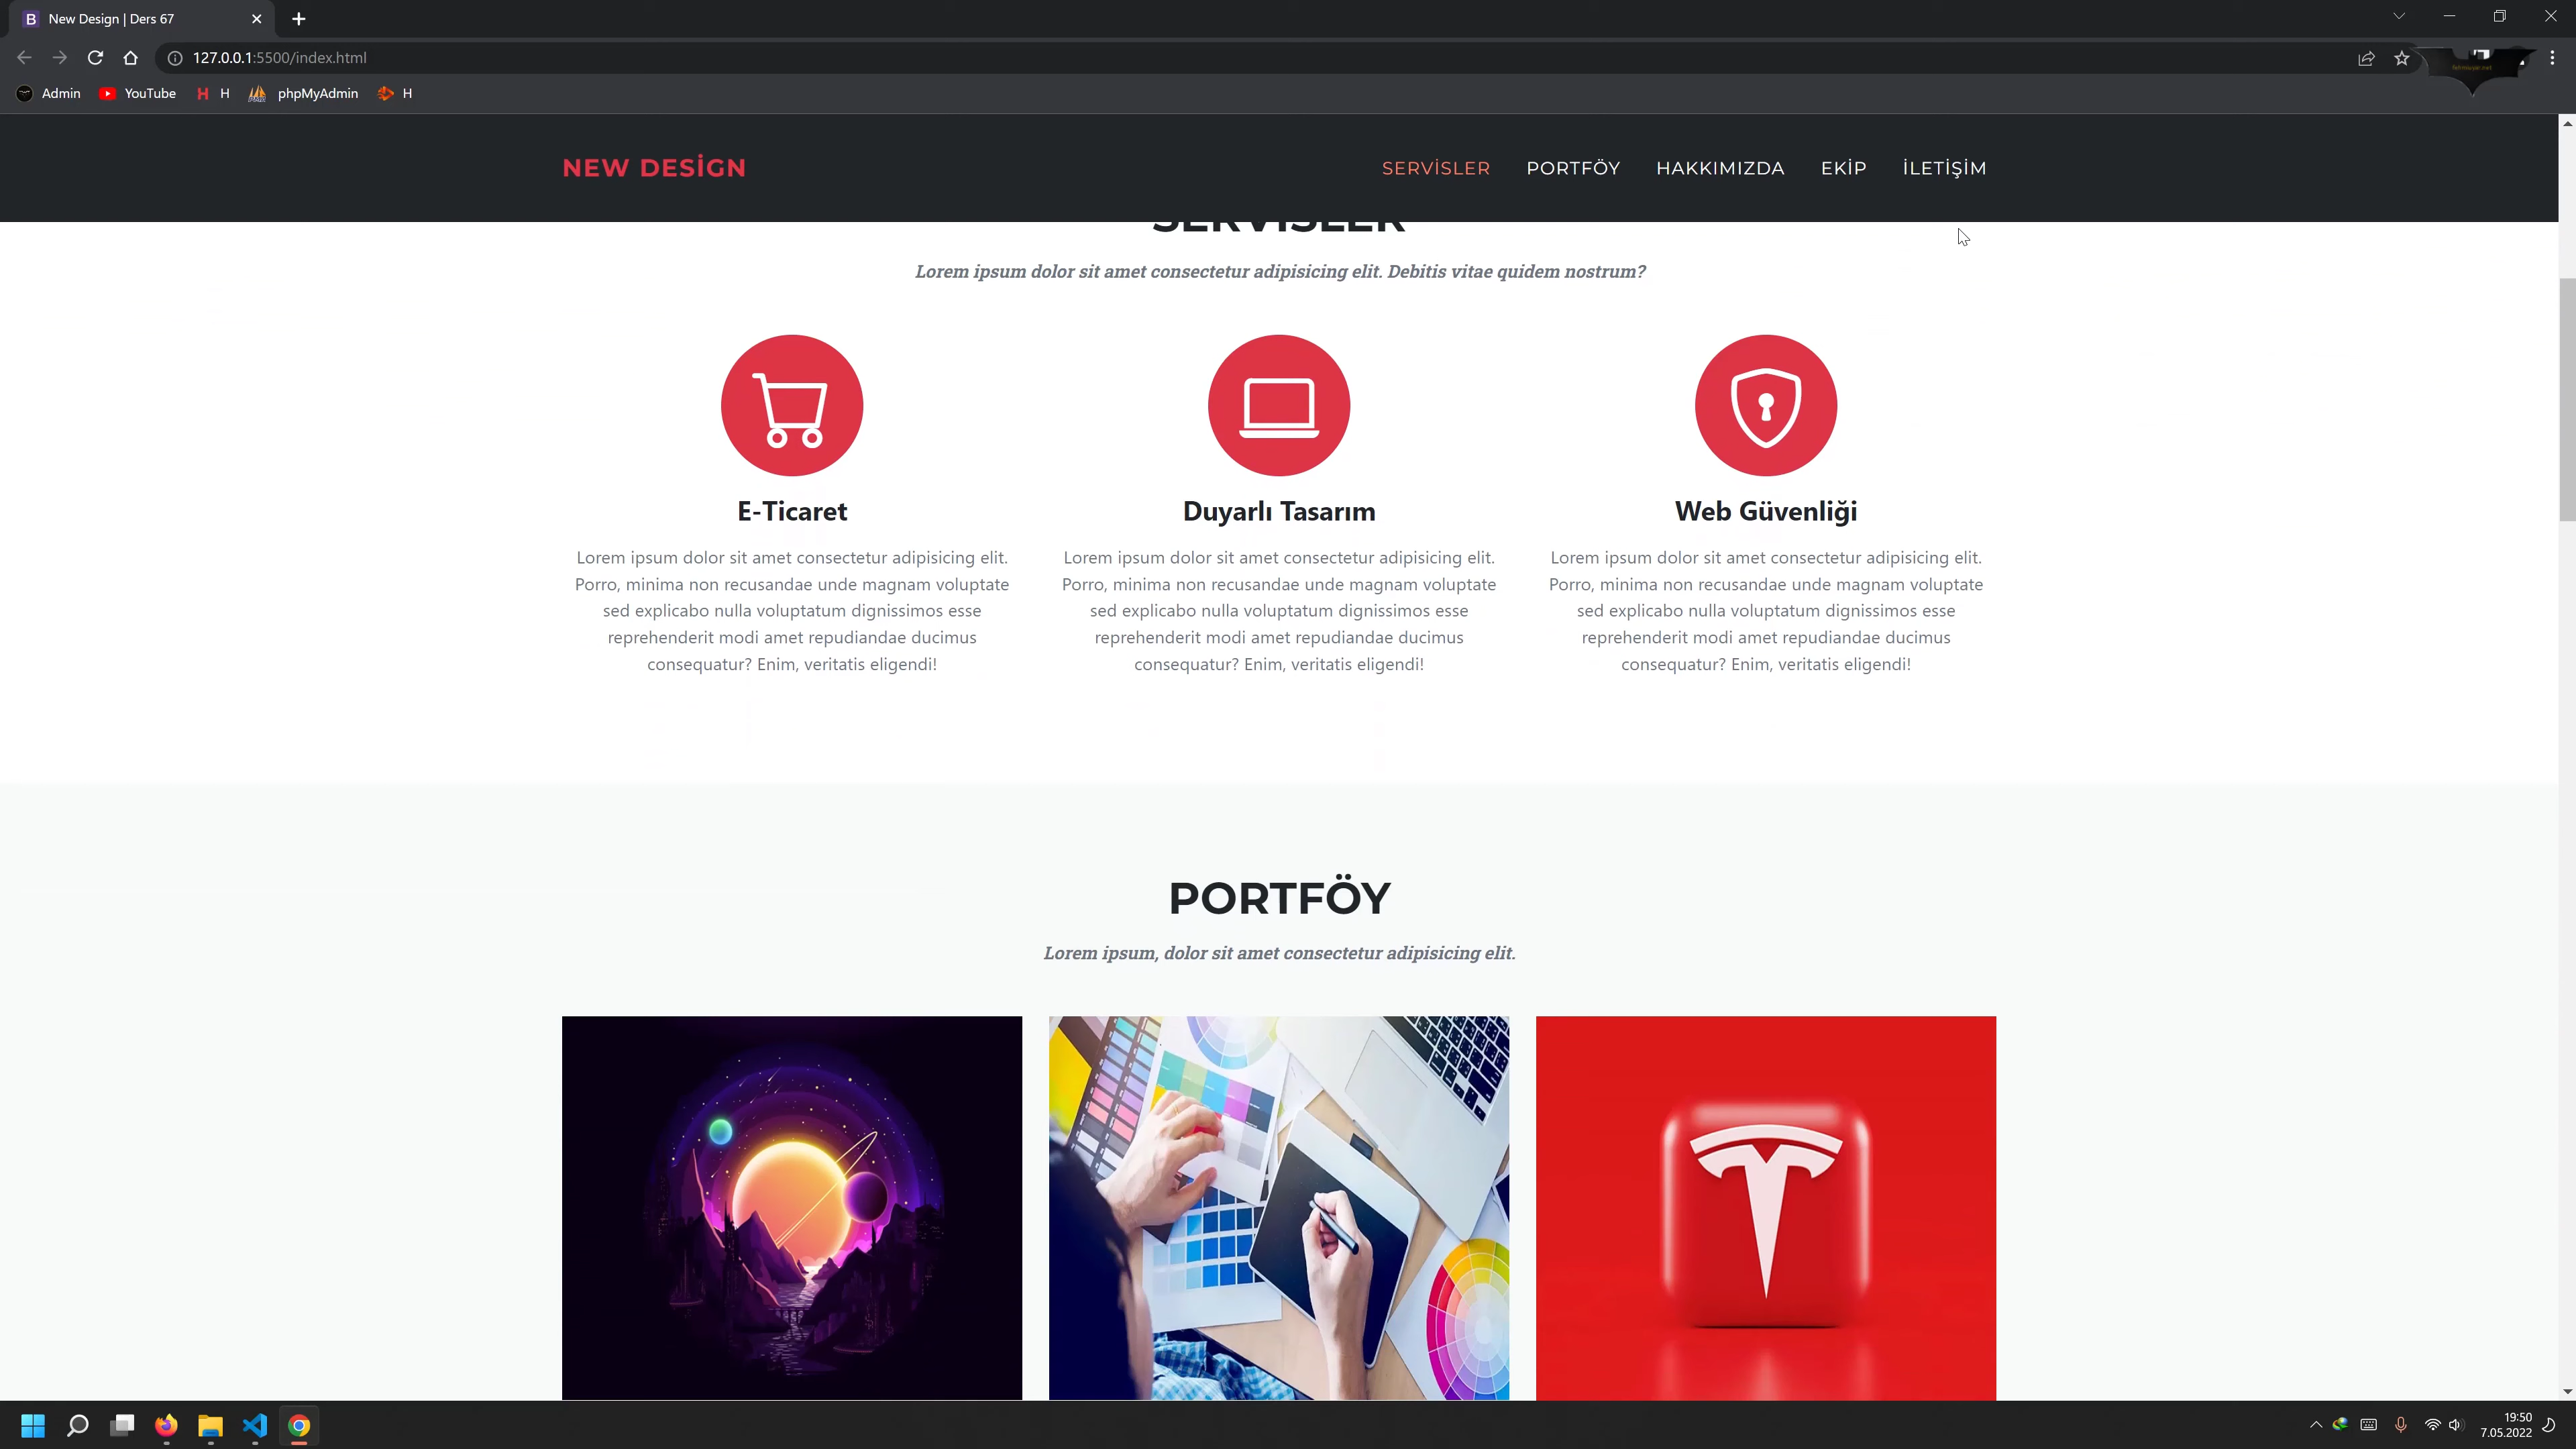 New Design | Ders 67
127.0.0.1:5500/index.html
Admin YouTube H phpMyAdmin H
NEW DESİGN SERVİSLER PORTFÖY HAKKIMIZDA EKİP İLETİŞİM
SERVİSLER
Lorem ipsum dolor sit amet consectetur adipisicing elit. Debitis vitae quidem nostrum?
E-Ticaret
Lorem ipsum dolor sit amet consectetur adipisicing elit.
Porro, minima non recusandae unde magnam voluptate
sed explicabo nulla voluptatum dignissimos esse
reprehenderit modi amet repudiandae ducimus
consequatur? Enim, veritatis eligendi!
Duyarlı Tasarım
Lorem ipsum dolor sit amet consectetur adipisicing elit.
Porro, minima non recusandae unde magnam voluptate
sed explicabo nulla voluptatum dignissimos esse
reprehenderit modi amet repudiandae ducimus
consequatur? Enim, veritatis eligendi!
Web Güvenliği
Lorem ipsum dolor sit amet consectetur adipisicing elit.
Porro, minima non recusandae unde magnam voluptate
sed explicabo nulla voluptatum dignissimos esse
reprehenderit modi amet repudiandae ducimus
consequatur? Enim, veritatis eligendi!
PORTFÖY
Lorem ipsum, dolor sit amet consectetur adipisicing elit.
19:50
7.05.2022